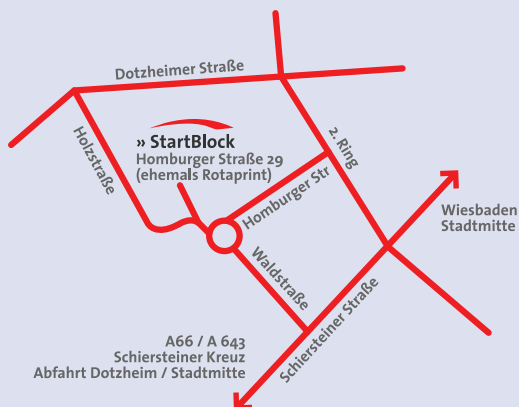 Dotzheimer Straße
Holzstraße
» StartBlock
Homburger Straße 29
(ehemals Rotaprint)
2. Ring
Homburger Str
Wiesbaden
Stadtmitte
Waldstraße
Schiersteiner Straße
A66 / A 643
Schiersteiner Kreuz
Abfahrt Dotzheim / Stadtmitte